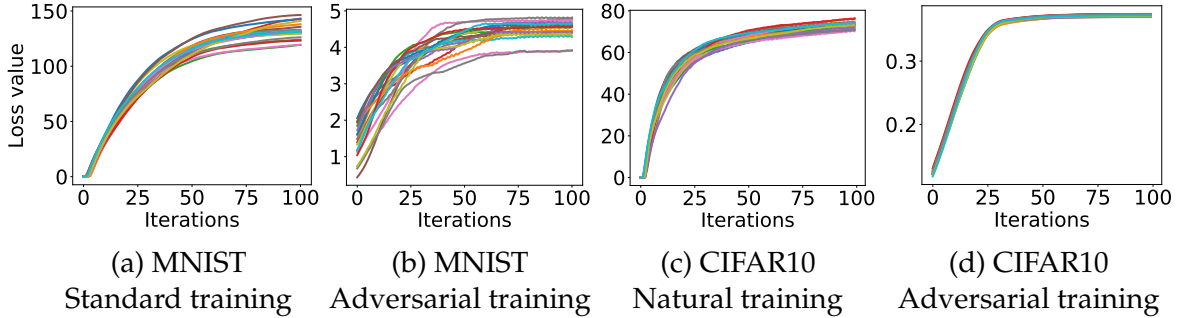 Loss value
150
100
50
0
0 25 50 75 100
Iterations
5
4
3
2
1
0 25 50 75 100
Iterations
80
60
40
20
0
0 25 50 75 100
Iterations
0.3
0.2
0 25 50 75 100
Iterations
(a) MNIST
Standard training
(b) MNIST
Adversarial training
(c) CIFAR10
Natural training
(d) CIFAR10
Adversarial training